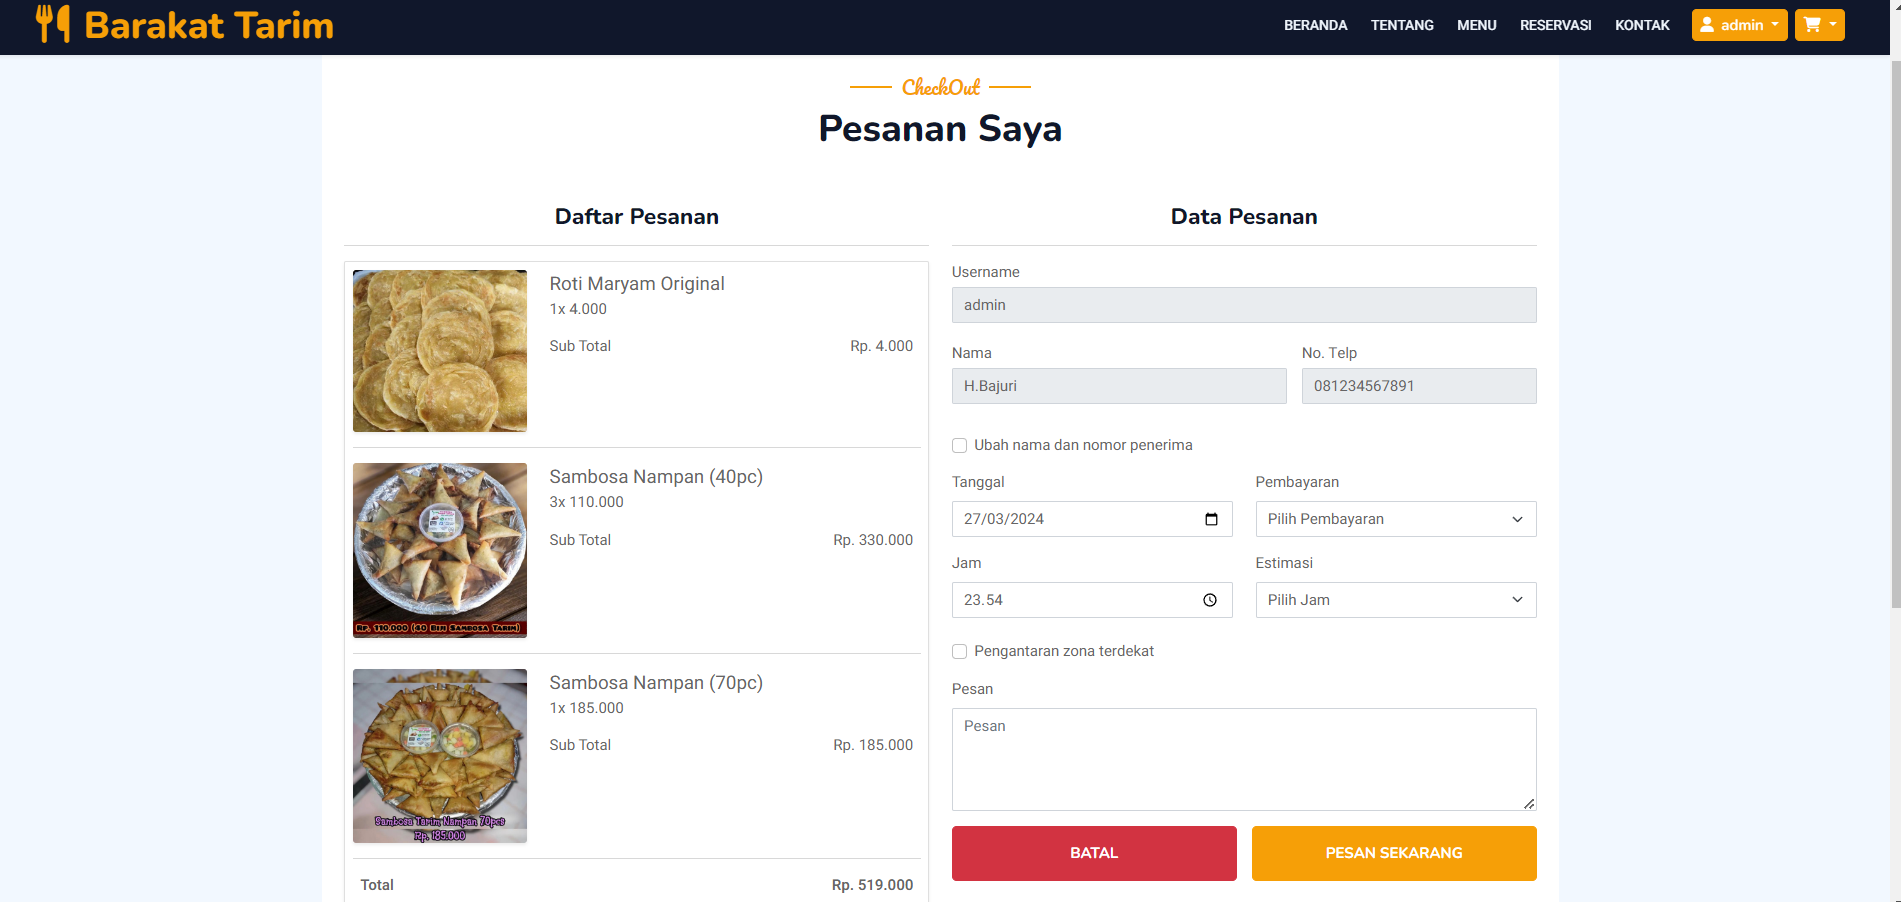 Barakat Tarim
BERANDA TENTANG MENU RESERVASI KONTAK admin
CheckOut
Pesanan Saya
Daftar Pesanan
Roti Maryam Original
1x 4.000
Sub Total Rp. 4.000
Sambosa Nampan (40pc)
3x 110.000
Sub Total Rp. 330.000
Rp. 110.000 (40 Biji Sambosa Tarim)
Sambosa Nampan (70pc)
1x 185.000
Sub Total Rp. 185.000
Sambosa Tarim Nampan 70pcs
Rp. 185.000
Total Rp. 519.000
Data Pesanan
Username
admin
Nama No. Telp
H.Bajuri 081234567891
Ubah nama dan nomor penerima
Tanggal Pembayaran
27/03/2024 Pilih Pembayaran
Jam Estimasi
23.54 Pilih Jam
Pengantaran zona terdekat
Pesan
Pesan
BATAL PESAN SEKARANG